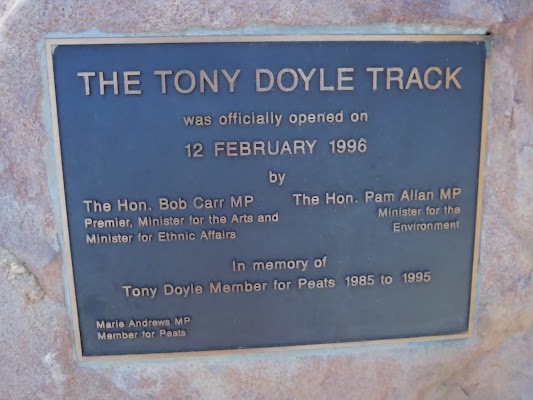 THE TONY DOYLE TRACK
was officially opened on
12 FEBRUARY 1996
by
The Hon. Bob Carr MP
Premier, Minister for the Arts and
Minister for Ethnic Affairs
The Hon. Pam Allan MP
Minister for the
Environment
In memory of
Tony Doyle Member for Peats 1985 to 1995
Marie Andrews MP
Member for Peats